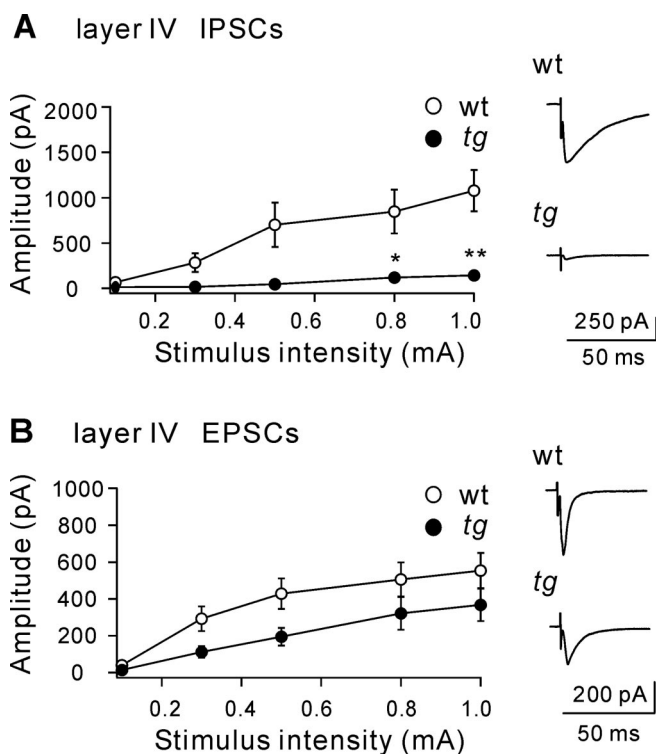 A layer IV IPSCs
Amplitude (pA)
2000
1500
1000
500
0
0.2 0.4 0.6 0.8 1.0
Stimulus intensity (mA)
wt
tg
* **
wt
tg
250 pA
50 ms
B layer IV EPSCs
Amplitude (pA)
1000
800
600
400
200
0
0.2 0.4 0.6 0.8 1.0
Stimulus intensity (mA)
wt
tg
wt
tg
200 pA
50 ms